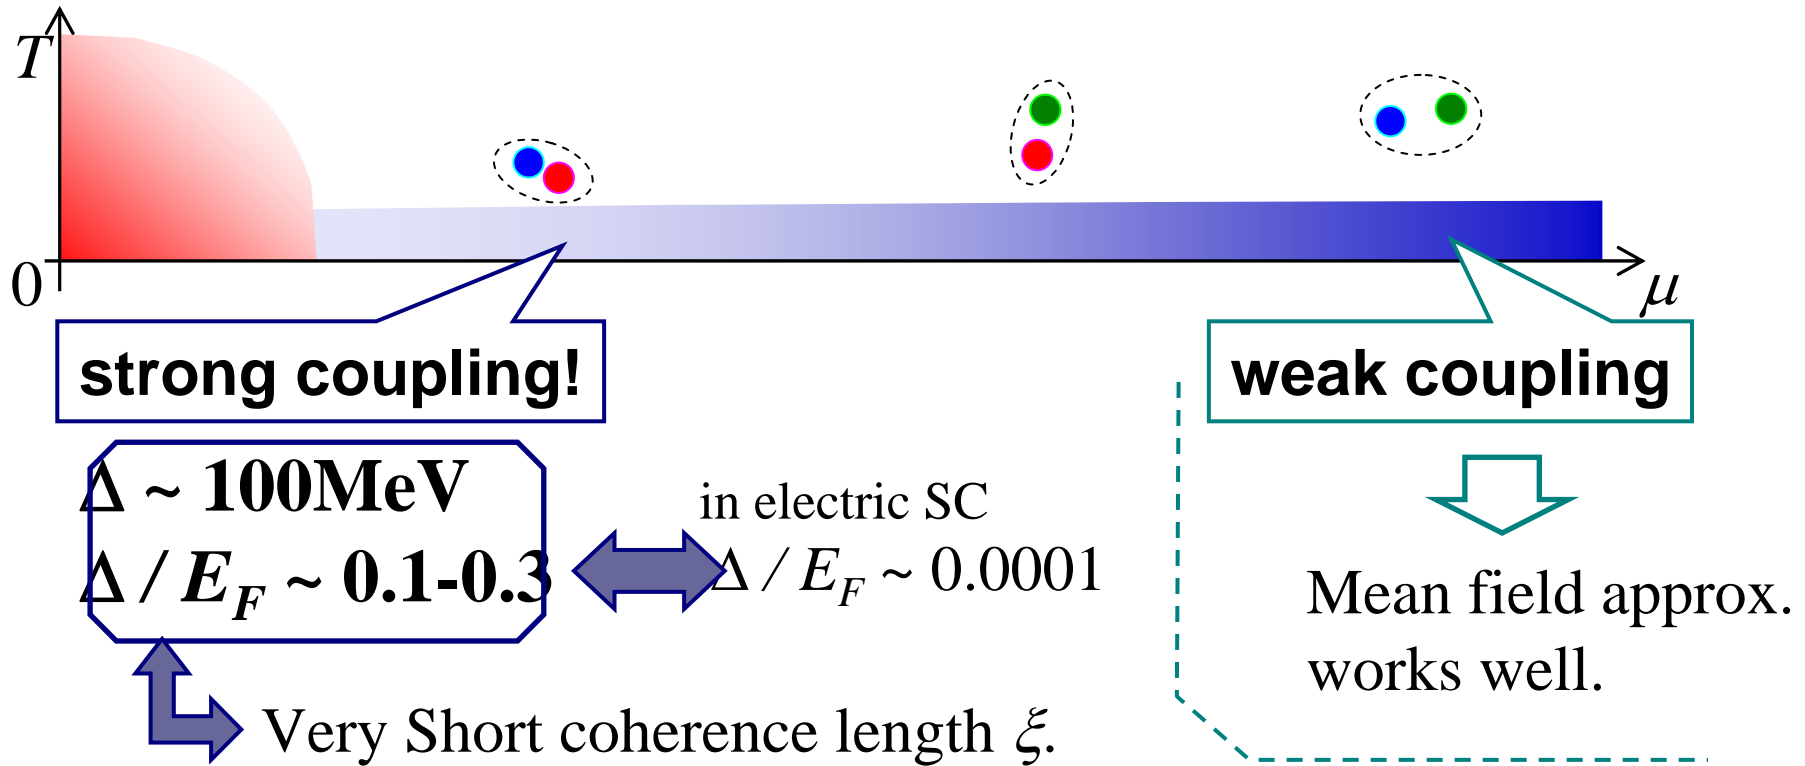 T
0
μ
strong coupling!
weak coupling
Δ ~ 100MeV
Δ / E_F ~ 0.1-0.3
in electric SC
Δ / E_F ~ 0.0001
Very Short coherence length ξ.
Mean field approx.
works well.